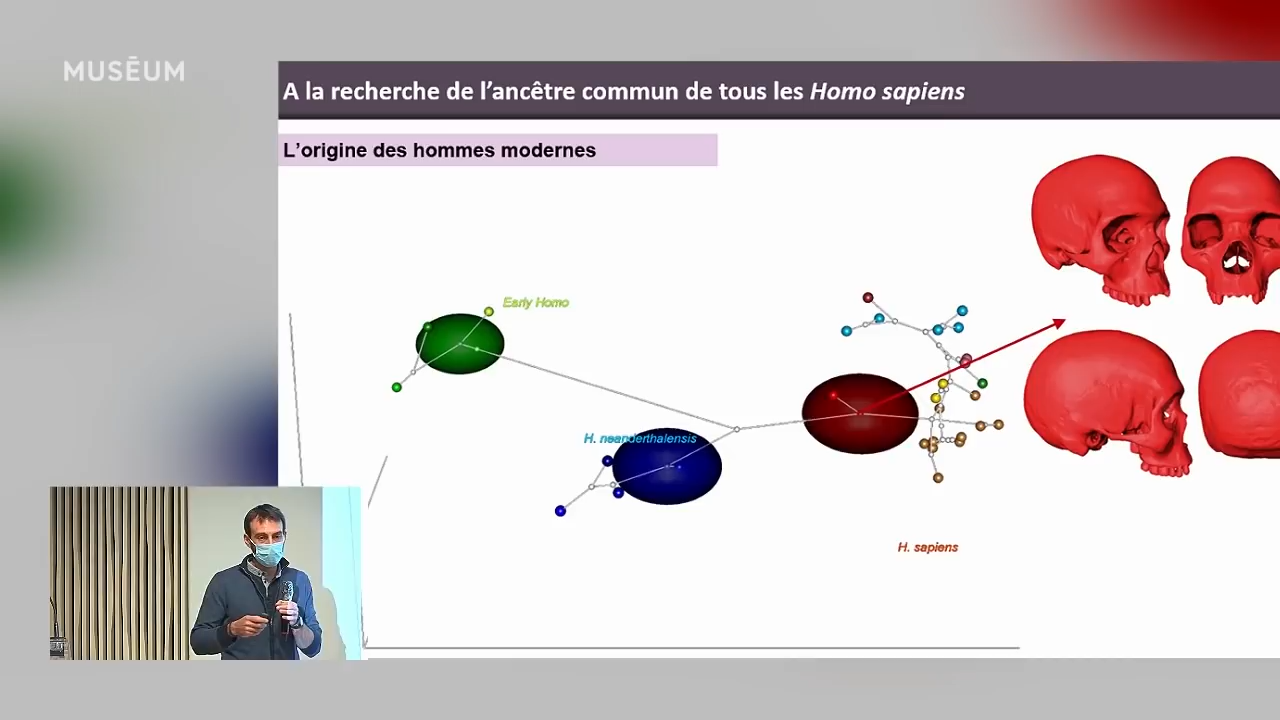 MUSĒUM
A la recherche de l'ancêtre commun de tous les Homo sapiens
L'origine des hommes modernes
Early Homo
H. neanderthalensis
H. sapiens